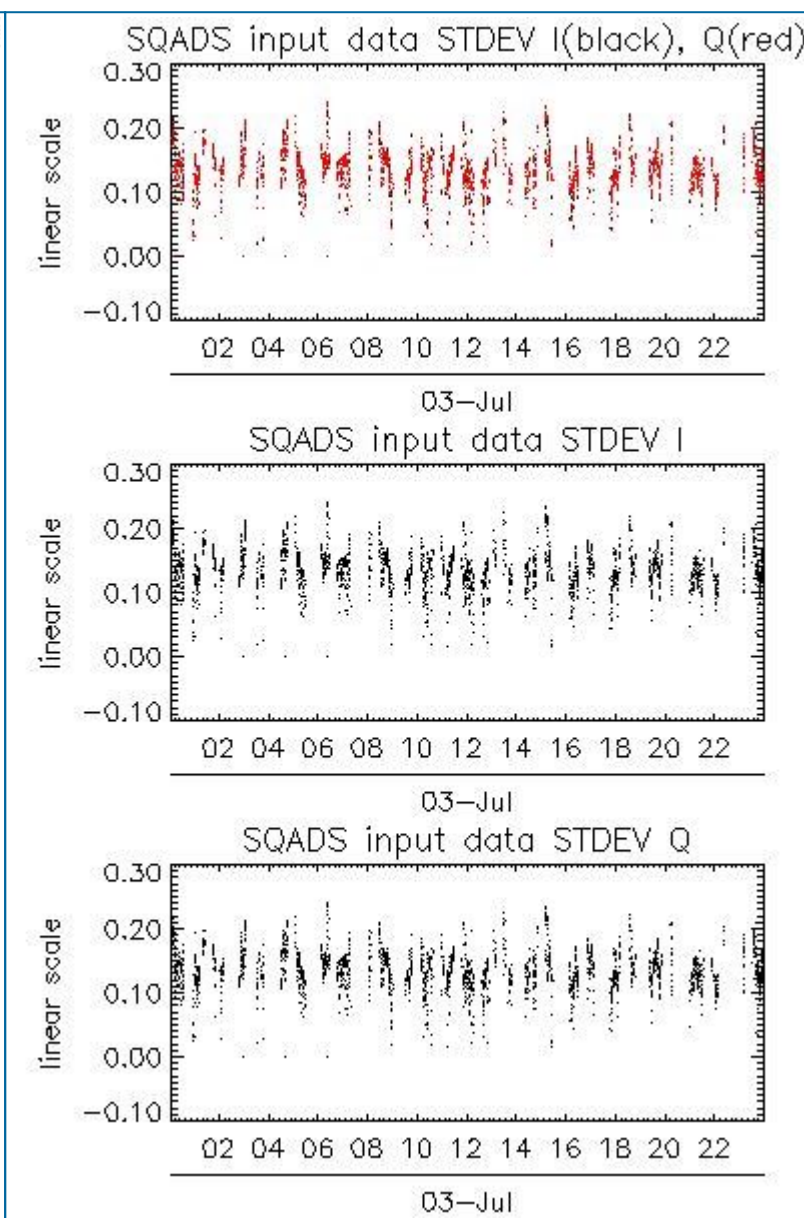 SQADS input data STDEV I(black), Q(red)
0.30
0.20
0.10
0.00
−0.10
linear scale
02 04 06 08 10 12 14 16 18 20 22
03−Jul
SQADS input data STDEV I
0.30
0.20
0.10
0.00
−0.10
linear scale
02 04 06 08 10 12 14 16 18 20 22
03−Jul
SQADS input data STDEV Q
0.30
0.20
0.10
0.00
−0.10
linear scale
02 04 06 08 10 12 14 16 18 20 22
03−Jul